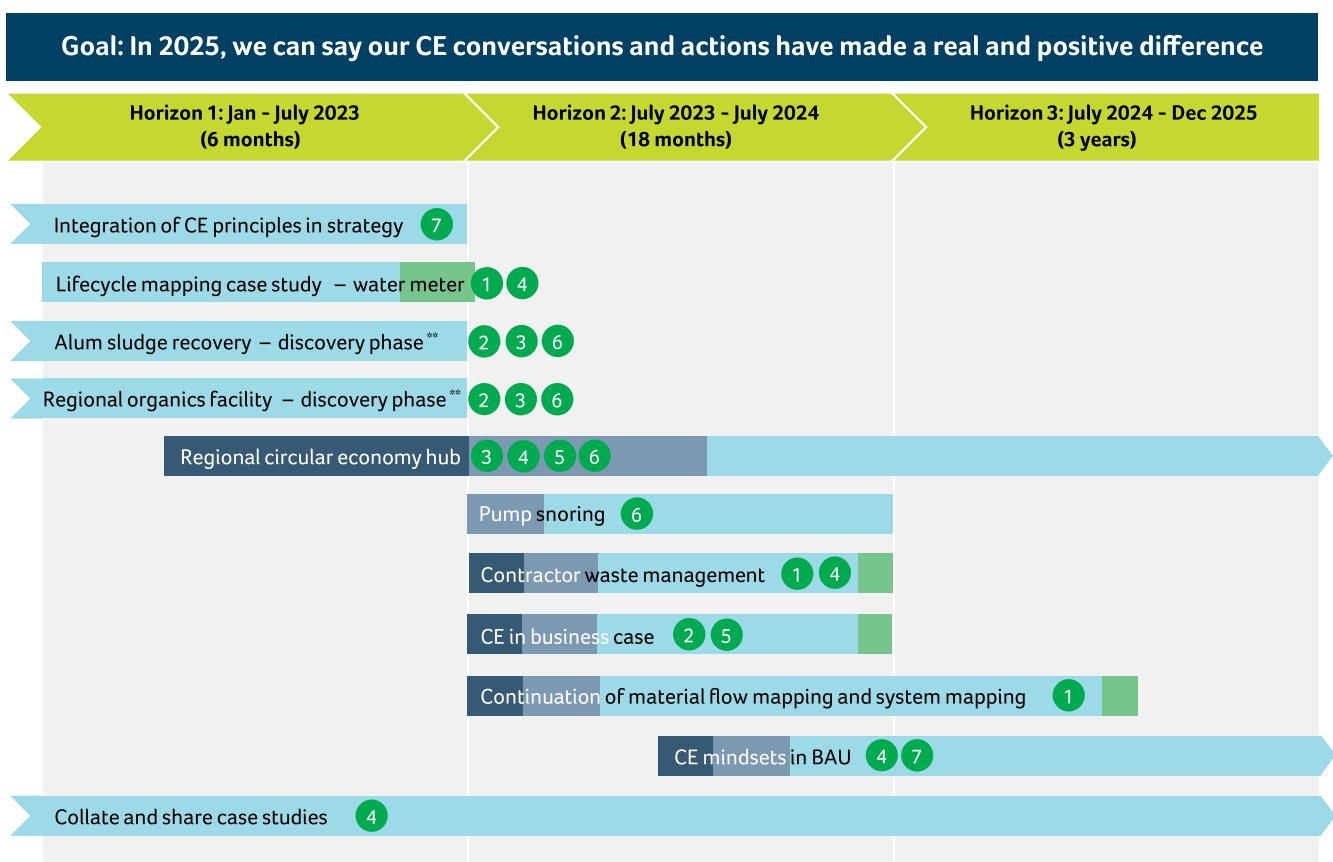 Goal: In 2025, we can say our CE conversations and actions have made a real and positive difference
Horizon 1: Jan - July 2023
(6 months)
Horizon 2: July 2023 - July 2024
(18 months)
Horizon 3: July 2024 - Dec 2025
(3 years)
Integration of CE principles in strategy 7
Lifecycle mapping case study – water meter 1 4
Alum sludge recovery – discovery phase** 2 3 6
Regional organics facility – discovery phase** 2 3 6
Regional circular economy hub 3 4 5 6
Pump snoring 6
Contractor waste management 1 4
CE in business case 2 5
Continuation of material flow mapping and system mapping 1
CE mindsets in BAU 4 7
Collate and share case studies 4